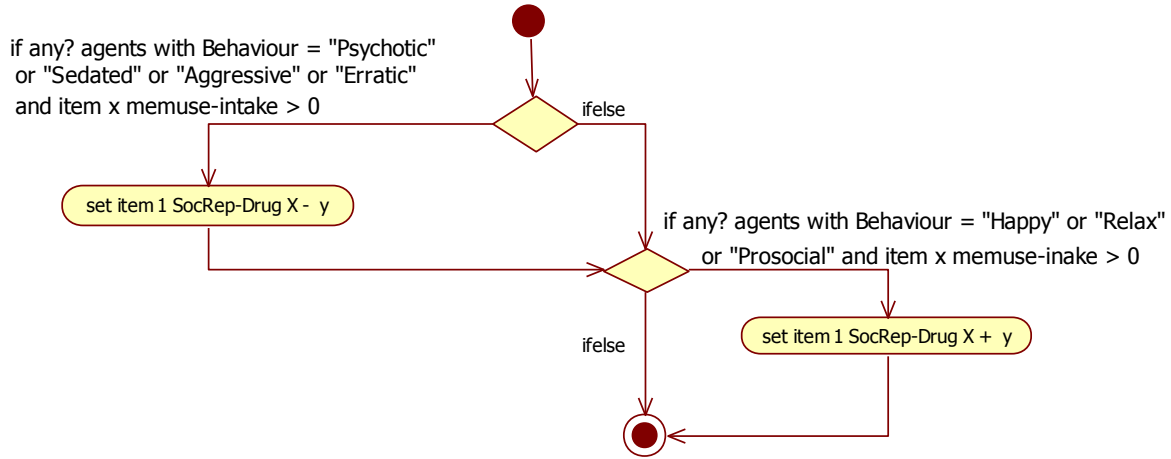 if any? agents with Behaviour = "Psychotic"
or "Sedated" or "Aggressive" or "Erratic"
and item x memuse-intake > 0
ifelse
set item 1 SocRep-Drug X - y
if any? agents with Behaviour = "Happy" or "Relax"
or "Prosocial" and item x memuse-inake > 0
set item 1 SocRep-Drug X + y
ifelse